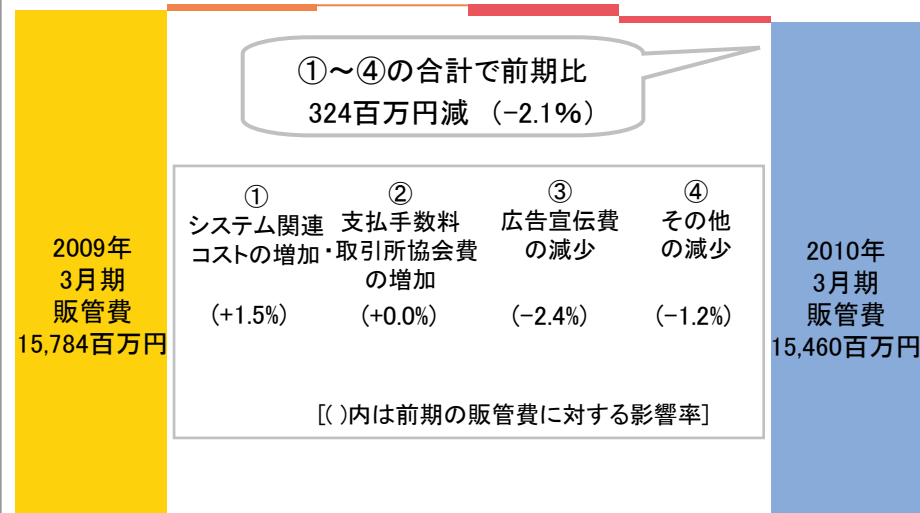 ①～④の合計で前期比
324百万円減 （-2.1％）
2009年
3月期
販管費
15,784百万円
①
システム関連
コストの増加
(+1.5%)
②
支払手数料
・取引所協会費
の増加
(+0.0%)
③
広告宣伝費
の減少
(-2.4%)
④
その他
の減少
(-1.2%)
[( )内は前期の販管費に対する影響率]
2010年
3月期
販管費
15,460百万円